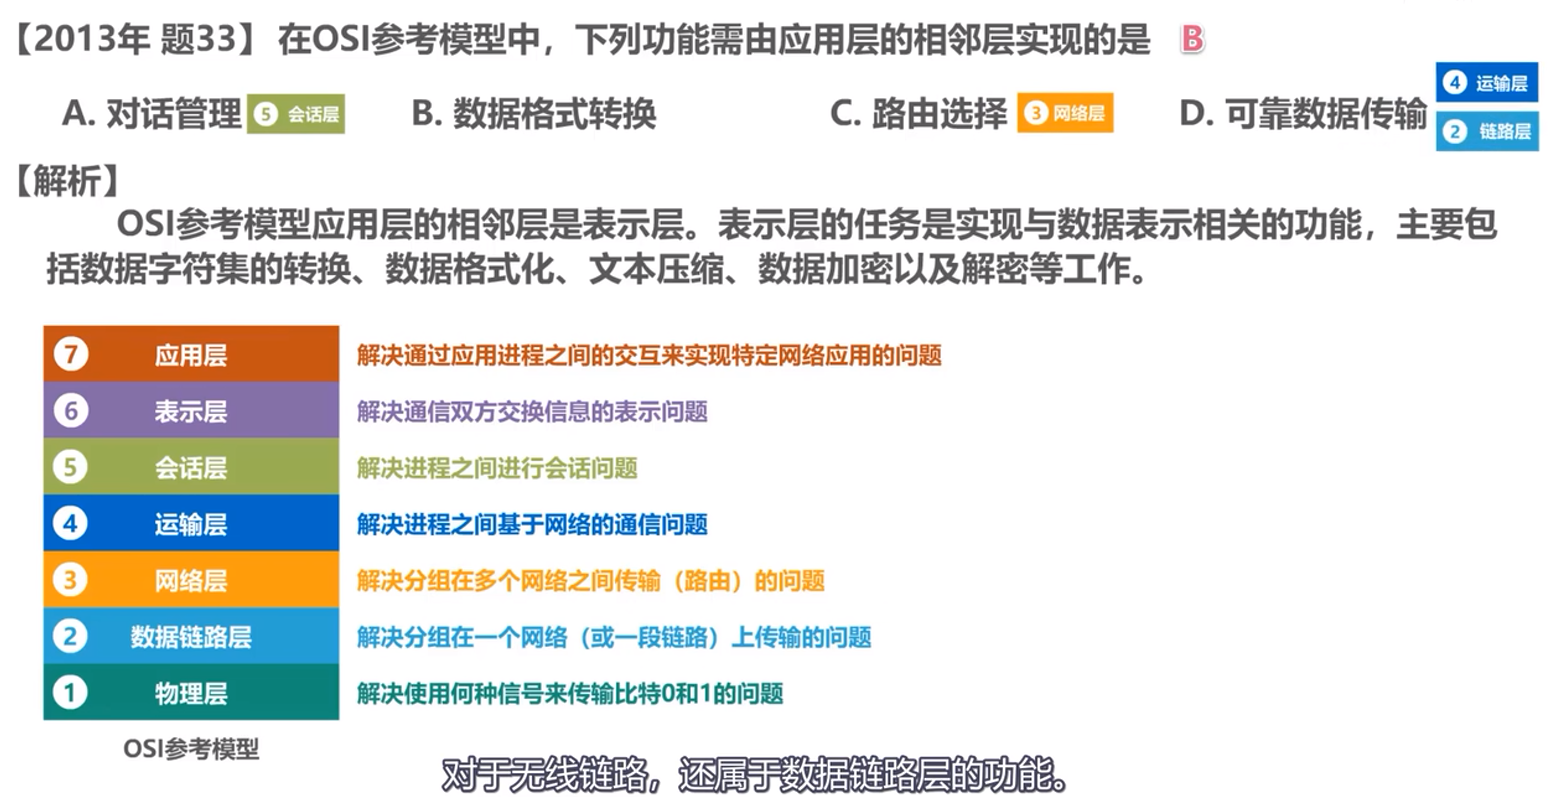 【2013年 题33】 在OSI参考模型中，下列功能需由应用层的相邻层实现的是 B
A. 对话管理 5 会话层 B. 数据格式转换 C. 路由选择 3 网络层 D. 可靠数据传输 4 运输层
2 链路层
【解析】
OSI参考模型应用层的相邻层是表示层。表示层的任务是实现与数据表示相关的功能，主要包
括数据字符集的转换、数据格式化、文本压缩、数据加密以及解密等工作。
7 应用层 解决通过应用进程之间的交互来实现特定网络应用的问题
6 表示层 解决通信双方交换信息的表示问题
5 会话层 解决进程之间进行会话问题
4 运输层 解决进程之间基于网络的通信问题
3 网络层 解决分组在多个网络之间传输（路由）的问题
2 数据链路层 解决分组在一个网络（或一段链路）上传输的问题
1 物理层 解决使用何种信号来传输比特0和1的问题
OSI参考模型
对于无线链路，还属于数据链路层的功能。